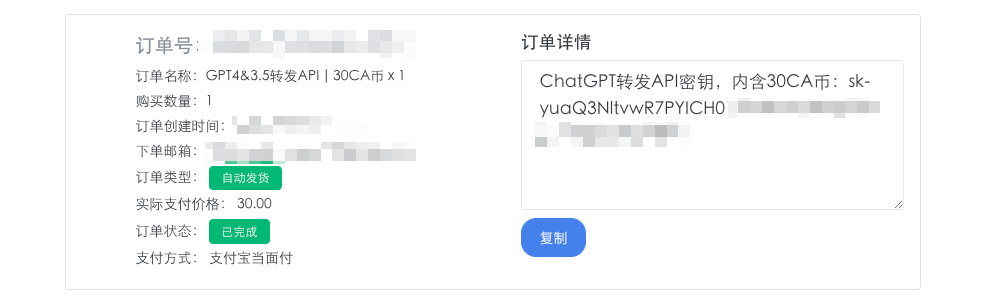 订单号：
订单名称：GPT4&3.5转发API | 30CA币 x 1
购买数量：1
订单创建时间：
下单邮箱：
订单类型： 自动发货
实际支付价格： 30.00
订单状态： 已完成
支付方式： 支付宝当面付
订单详情
ChatGPT转发API密钥，内含30CA币：sk-
yuaQ3NltvwR7PYICH0
复制